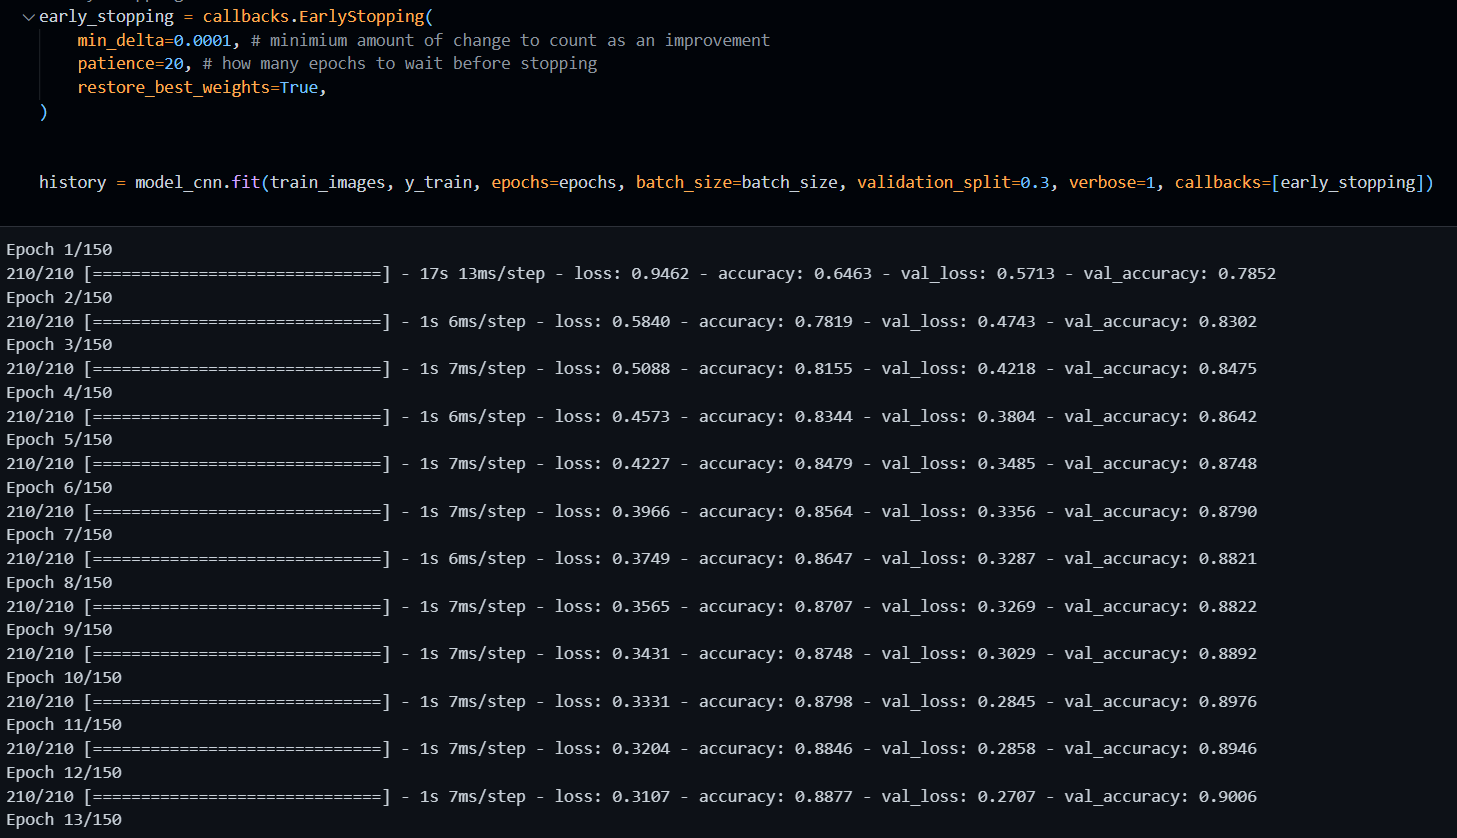 early_stopping = callbacks.EarlyStopping(
min_delta=0.0001, # minimium amount of change to count as an improvement
patience=20, # how many epochs to wait before stopping
restore_best_weights=True,
)
history = model_cnn.fit(train_images, y_train, epochs=epochs, batch_size=batch_size, validation_split=0.3, verbose=1, callbacks=[early_stopping])
Epoch 1/150
210/210 [==============================] - 17s 13ms/step - loss: 0.9462 - accuracy: 0.6463 - val_loss: 0.5713 - val_accuracy: 0.7852
Epoch 2/150
210/210 [==============================] - 1s 6ms/step - loss: 0.5840 - accuracy: 0.7819 - val_loss: 0.4743 - val_accuracy: 0.8302
Epoch 3/150
210/210 [==============================] - 1s 7ms/step - loss: 0.5088 - accuracy: 0.8155 - val_loss: 0.4218 - val_accuracy: 0.8475
Epoch 4/150
210/210 [==============================] - 1s 6ms/step - loss: 0.4573 - accuracy: 0.8344 - val_loss: 0.3804 - val_accuracy: 0.8642
Epoch 5/150
210/210 [==============================] - 1s 7ms/step - loss: 0.4227 - accuracy: 0.8479 - val_loss: 0.3485 - val_accuracy: 0.8748
Epoch 6/150
210/210 [==============================] - 1s 7ms/step - loss: 0.3966 - accuracy: 0.8564 - val_loss: 0.3356 - val_accuracy: 0.8790
Epoch 7/150
210/210 [==============================] - 1s 6ms/step - loss: 0.3749 - accuracy: 0.8647 - val_loss: 0.3287 - val_accuracy: 0.8821
Epoch 8/150
210/210 [==============================] - 1s 7ms/step - loss: 0.3565 - accuracy: 0.8707 - val_loss: 0.3269 - val_accuracy: 0.8822
Epoch 9/150
210/210 [==============================] - 1s 7ms/step - loss: 0.3431 - accuracy: 0.8748 - val_loss: 0.3029 - val_accuracy: 0.8892
Epoch 10/150
210/210 [==============================] - 1s 7ms/step - loss: 0.3331 - accuracy: 0.8798 - val_loss: 0.2845 - val_accuracy: 0.8976
Epoch 11/150
210/210 [==============================] - 1s 7ms/step - loss: 0.3204 - accuracy: 0.8846 - val_loss: 0.2858 - val_accuracy: 0.8946
Epoch 12/150
210/210 [==============================] - 1s 7ms/step - loss: 0.3107 - accuracy: 0.8877 - val_loss: 0.2707 - val_accuracy: 0.9006
Epoch 13/150